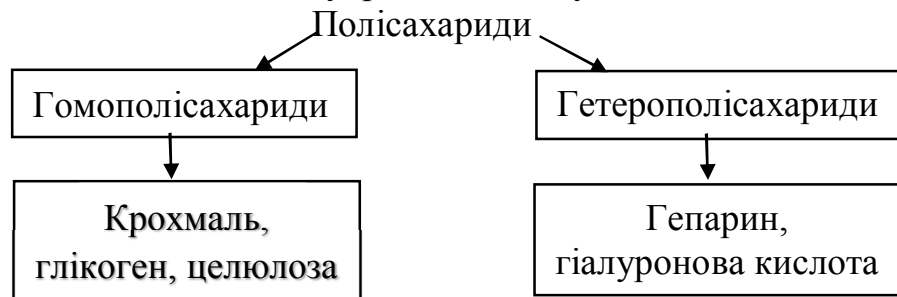 Полісахариди
Гомополісахариди
Гетерополісахариди
Крохмаль,
глікоген, целюлоза
Гепарин,
гіалуронова кислота